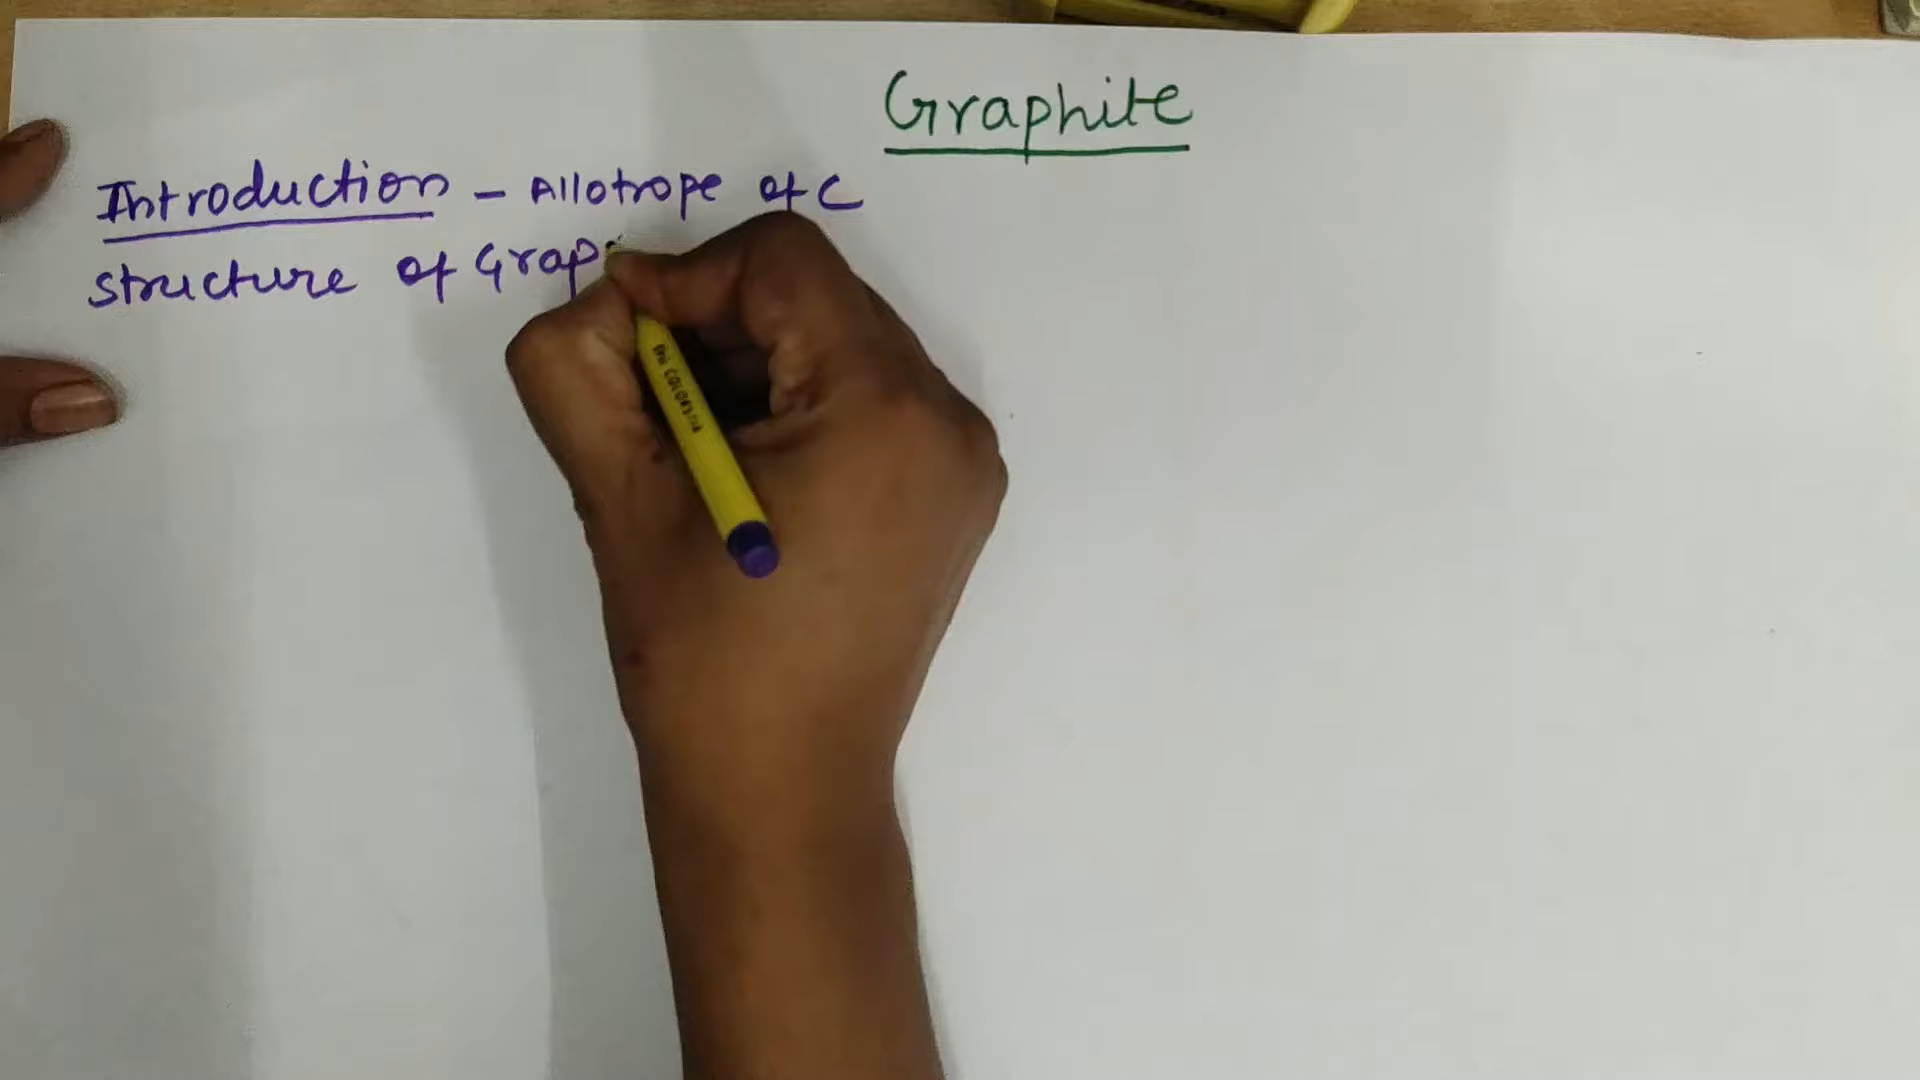 Graphite
Introduction - Allotrope of C
structure of Grap